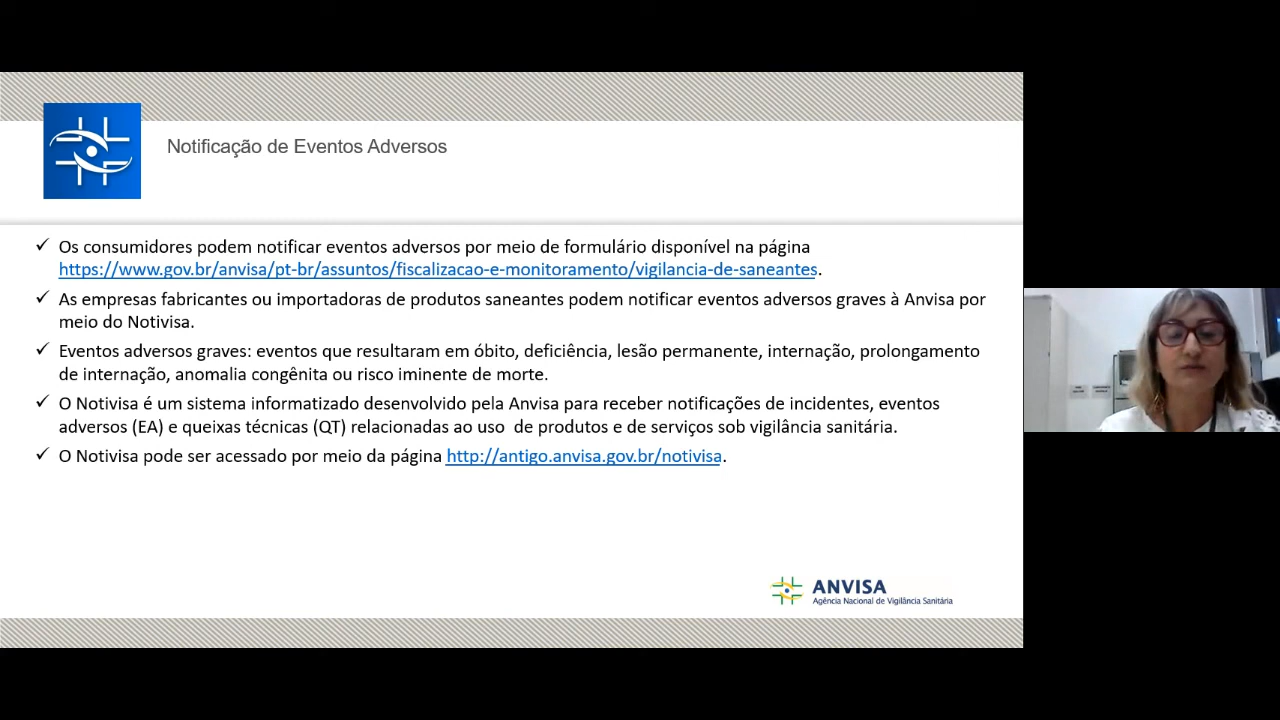 Notificação de Eventos Adversos
✓ Os consumidores podem notificar eventos adversos por meio de formulário disponível na página
https://www.gov.br/anvisa/pt-br/assuntos/fiscalizacao-e-monitoramento/vigilancia-de-saneantes.
✓ As empresas fabricantes ou importadoras de produtos saneantes podem notificar eventos adversos graves à Anvisa por
meio do Notivisa.
✓ Eventos adversos graves: eventos que resultaram em óbito, deficiência, lesão permanente, internação, prolongamento
de internação, anomalia congênita ou risco iminente de morte.
✓ O Notivisa é um sistema informatizado desenvolvido pela Anvisa para receber notificações de incidentes, eventos
adversos (EA) e queixas técnicas (QT) relacionadas ao uso  de produtos e de serviços sob vigilância sanitária.
✓ O Notivisa pode ser acessado por meio da página http://antigo.anvisa.gov.br/notivisa.
ANVISA
Agência Nacional de Vigilância Sanitária